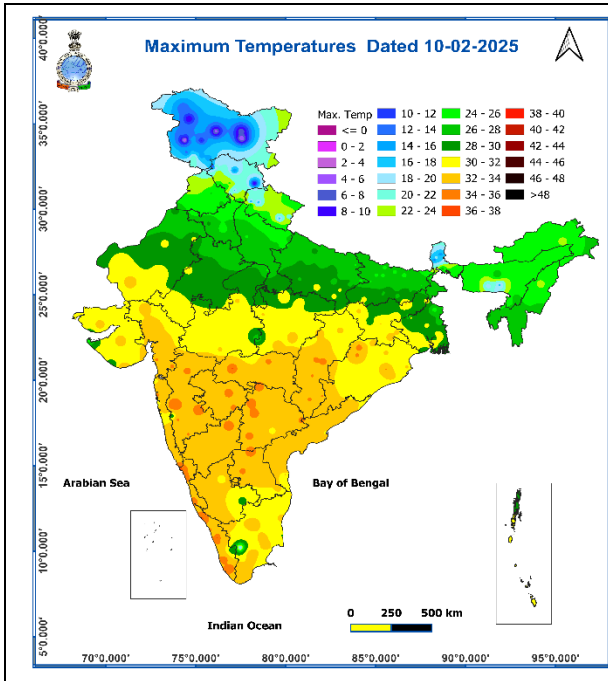 Maximum Temperatures Dated 10-02-2025
Max. Temp
<= 0
0 - 2
2 - 4
4 - 6
6 - 8
8 - 10
10 - 12
12 - 14
14 - 16
16 - 18
18 - 20
20 - 22
22 - 24
24 - 26
26 - 28
28 - 30
30 - 32
32 - 34
34 - 36
36 - 38
38 - 40
40 - 42
42 - 44
44 - 46
46 - 48
>48
40°0.000'
35°0.000'
30°0.000'
25°0.000'
20°0.000'
15°0.000'
10°0.000'
5°0.000'
Arabian Sea
Bay of Bengal
Indian Ocean
0 250 500 km
70°0.000' 75°0.000' 80°0.000' 85°0.000' 90°0.000' 95°0.000'